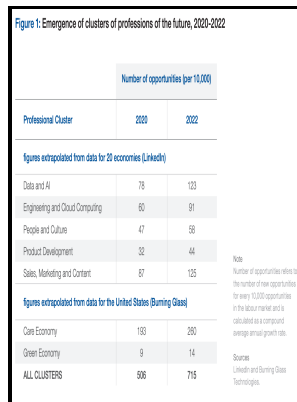 Figure 1: Emergence of clusters of professions of the future, 2020-2022
Number of opportunities (per 10,000)
Professional Cluster 2020 2022
figures extrapolated from data for 20 economies (LinkedIn)
Data and AI 78 123
Engineering and Cloud Computing 60 91
People and Culture 47 58
Product Development 32 44
Sales, Marketing and Content 87 125
figures extrapolated from data for the United States (Burning Glass)
Care Economy 193 260
Green Economy 9 14
ALL CLUSTERS 506 715
Note
Number of opportunities refers to
the number of new opportunities
for every 10,000 opportunities
in the labour market and is
calculated as a compound
average annual growth rate.
Sources
LinkedIn and Burning Glass
Technologies.